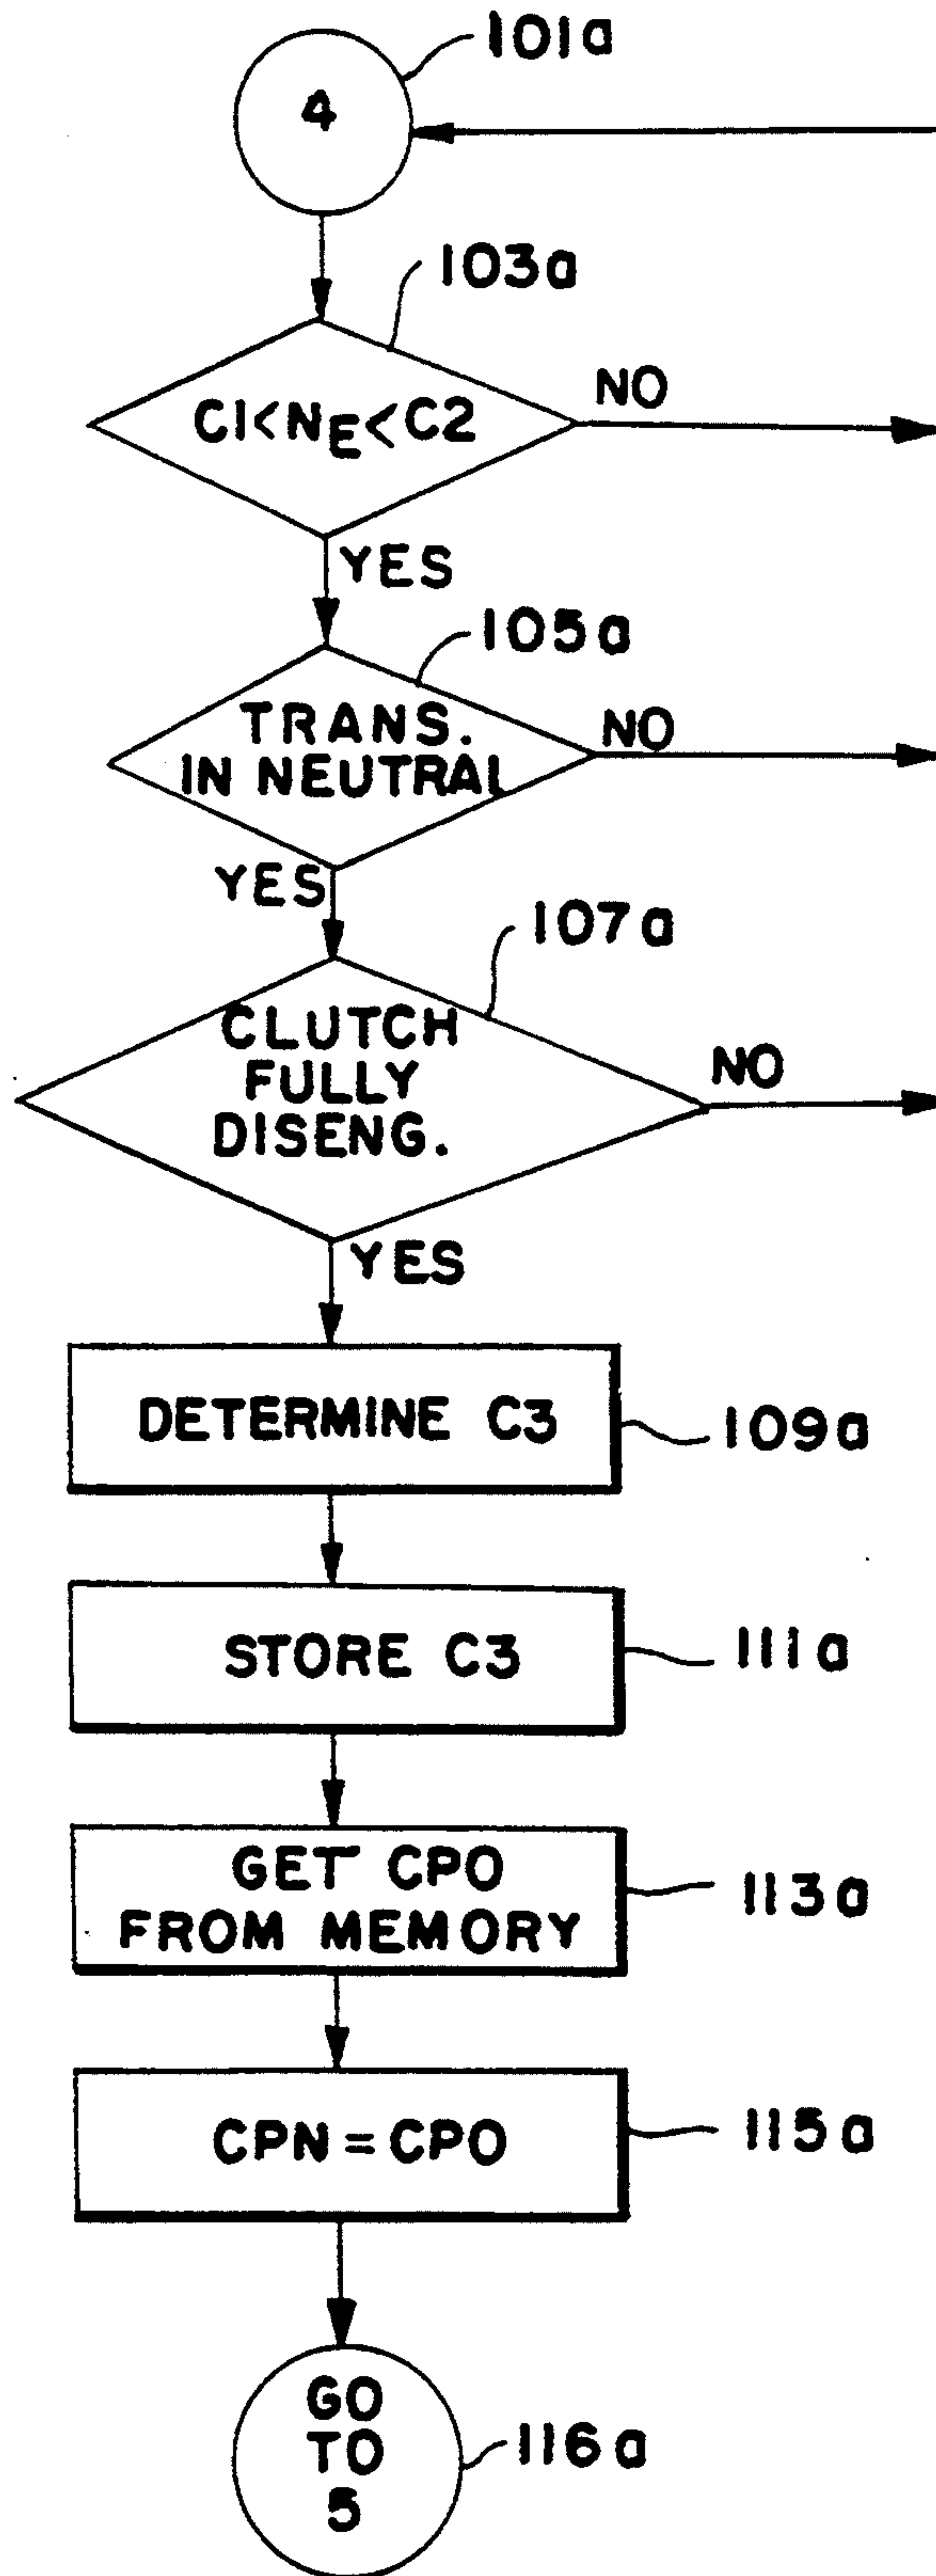 101a
4
103a
C1<NE<C2
NO
YES
105a
TRANS.
IN NEUTRAL
NO
YES
107a
CLUTCH
FULLY
DISENG.
NO
YES
DETERMINE C3
109a
STORE C3
111a
GET CPO
FROM MEMORY
113a
CPN=CPO
115a
GO
TO
5
116a